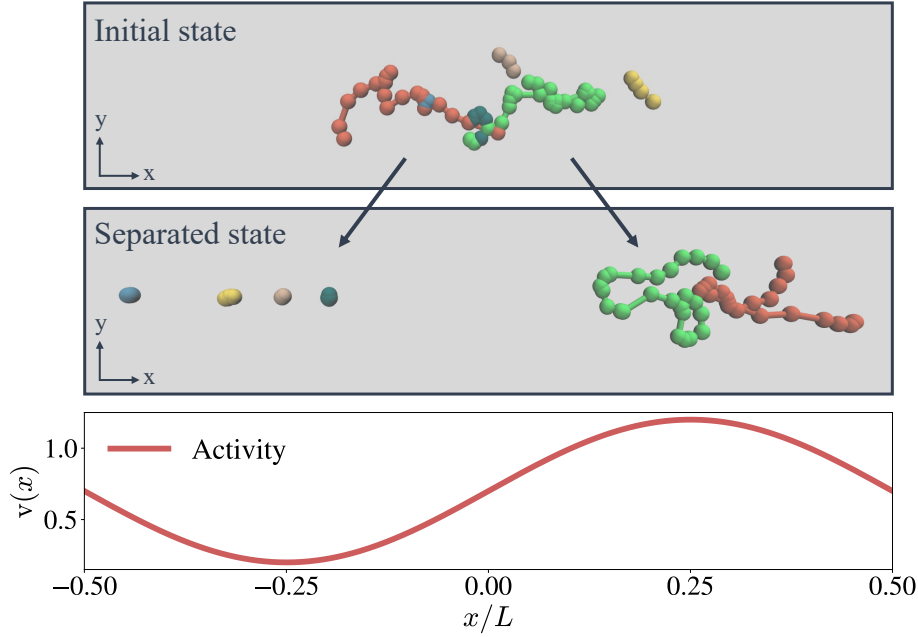 Initial state
y
x
Separated state
y
x
1.0
Activity
v(x)
0.5
−0.50 −0.25 0.00 0.25 0.50
x/L